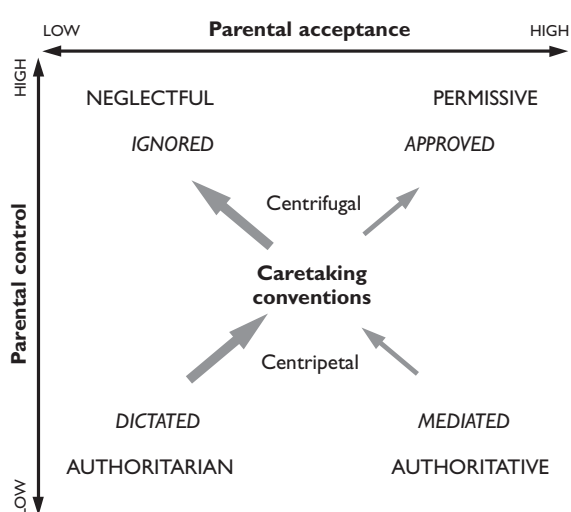 LOW Parental acceptance HIGH
HIGH
NEGLECTFUL PERMISSIVE
IGNORED APPROVED
Centrifugal
Parental control
Caretaking
conventions
Centripetal
DICTATED MEDIATED
AUTHORITARIAN AUTHORITATIVE
LOW